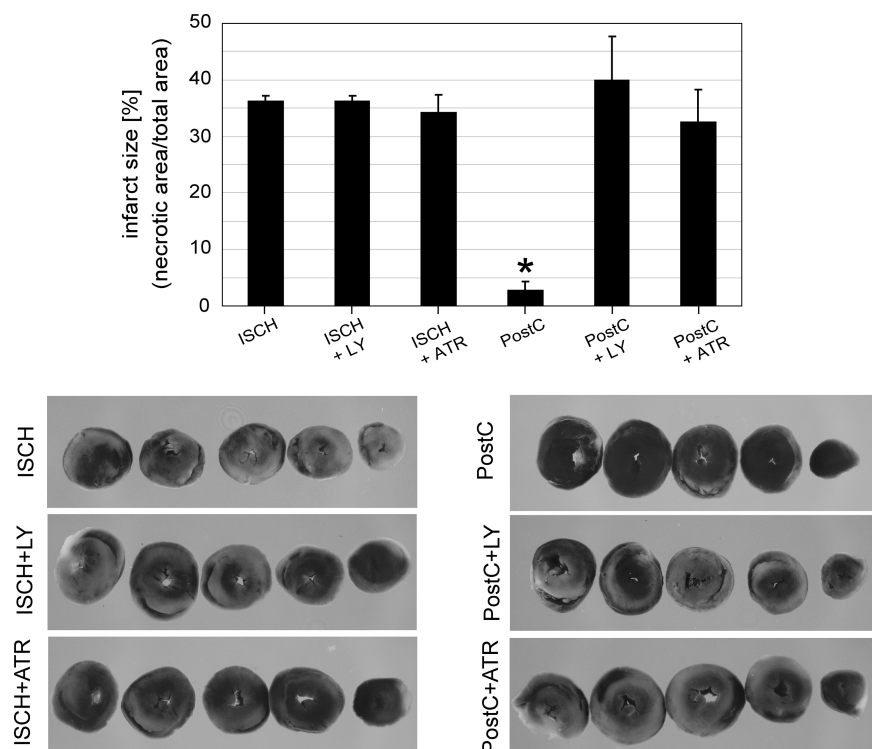 infarct size [%]
(necrotic area/total area)
50
40
30
20
10
0
*
ISCH
ISCH
+ LY
ISCH
+ ATR
PostC
PostC
+ LY
PostC
+ ATR
ISCH
PostC
ISCH+LY
PostC+LY
ISCH+ATR
PostC+ATR